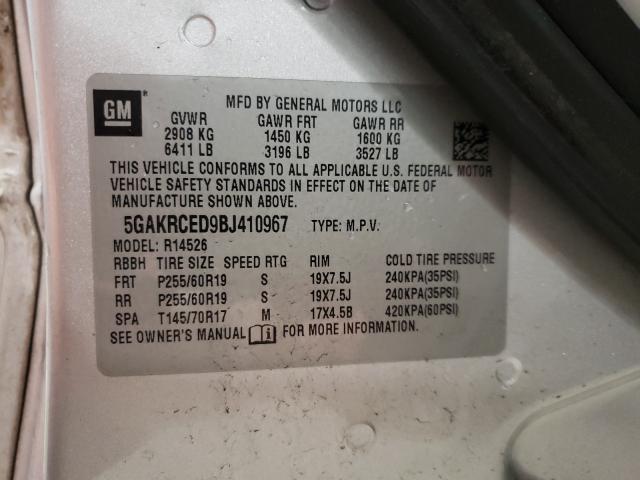 GM ®
MFD BY GENERAL MOTORS LLC
GVWR GAWR FRT GAWR RR
2908 KG 1450 KG 1600 KG
6411 LB 3196 LB 3527 LB
THIS VEHICLE CONFORMS TO ALL APPLICABLE U.S. FEDERAL MOTOR
VEHICLE SAFETY STANDARDS IN EFFECT ON THE DATE OF
MANUFACTURE SHOWN ABOVE.
5GAKRCED9BJ410967 TYPE: M.P.V.
MODEL: R14526
RBBH TIRE SIZE SPEED RTG RIM COLD TIRE PRESSURE
FRT P255/60R19 S 19X7.5J 240KPA(35PSI)
RR P255/60R19 S 19X7.5J 240KPA(35PSI)
SPA T145/70R17 M 17X4.5B 420KPA(60PSI)
SEE OWNER'S MANUAL FOR MORE INFORMATION.